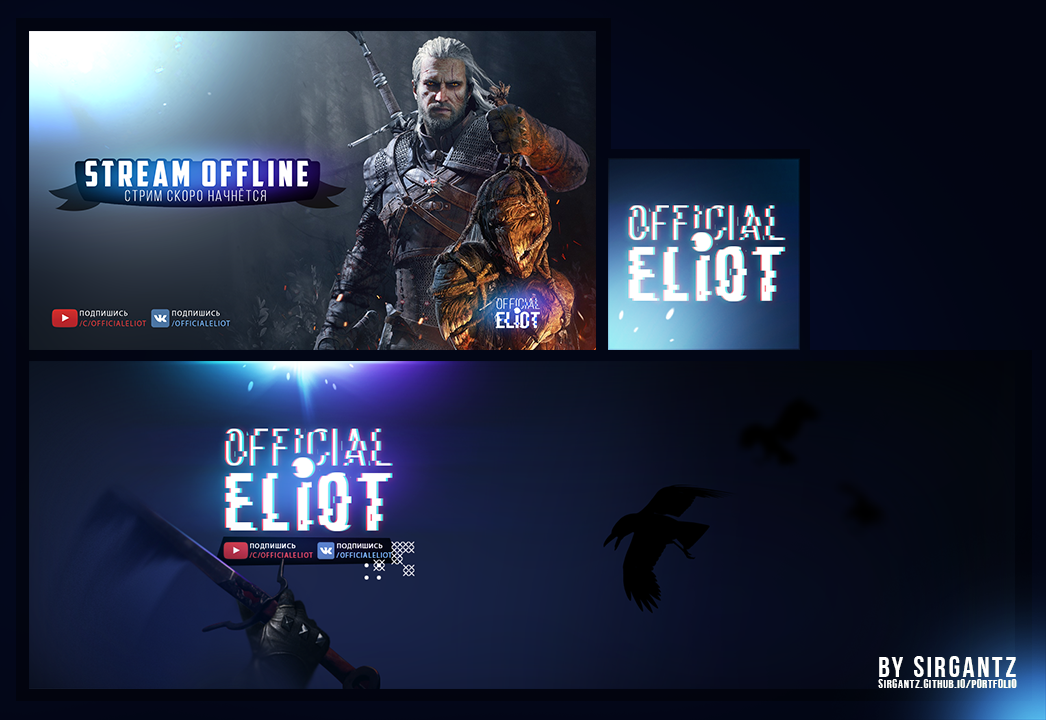 STREAM OFFLINE
СТРИМ СКОРО НАЧНЁТСЯ
ПОДПИШИСЬ
/C/OFFICIALELIOT
ПОДПИШИСЬ
/OFFICIALELIOT
OFFICIAL
ELIOT
OFFICIAL
ELIOT
OFFICIAL
ELIOT
ПОДПИШИСЬ
/C/OFFICIALELIOT
ПОДПИШИСЬ
/OFFICIALELIOT
BY SIRGANTZ
SIRGANTZ.GITHUB.IO/PORTFOLIO